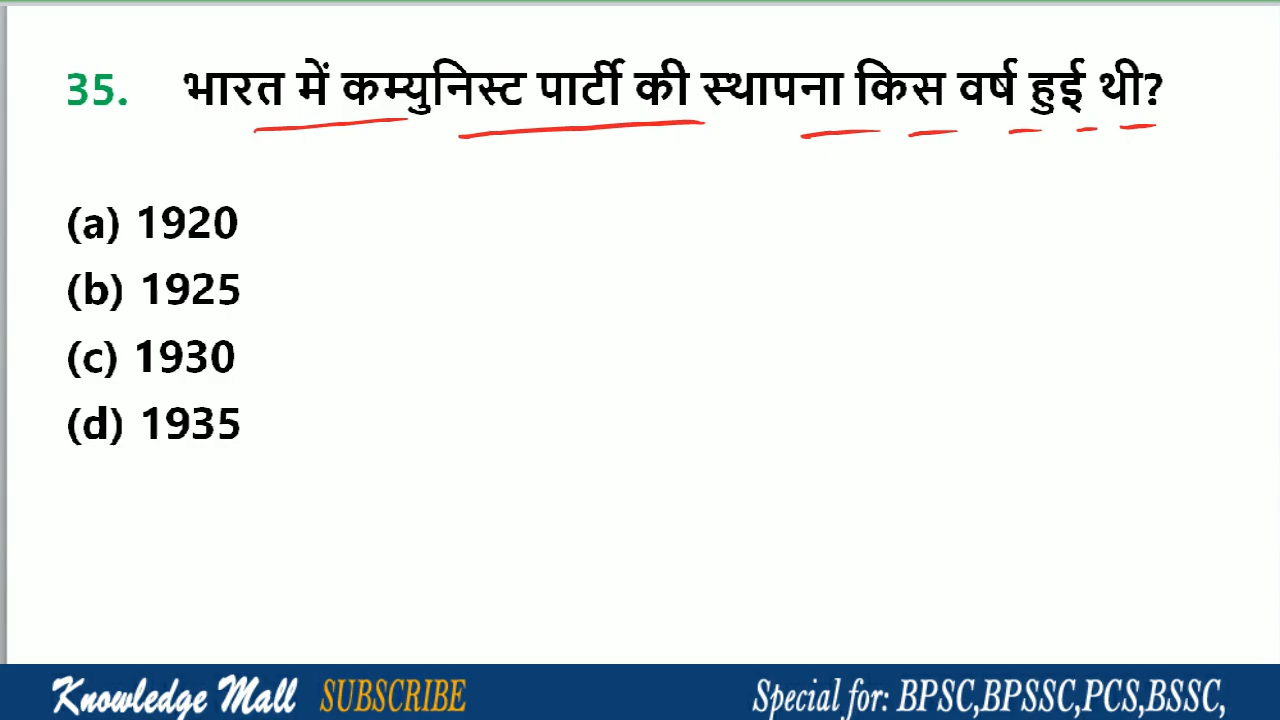 35. भारत में कम्युनिस्ट पार्टी की स्थापना किस वर्ष हुई थी?
(a) 1920
(b) 1925
(c) 1930
(d) 1935
Knowledge Mall SUBSCRIBE Special for: BPSC,BPSSC,PCS,BSSC,